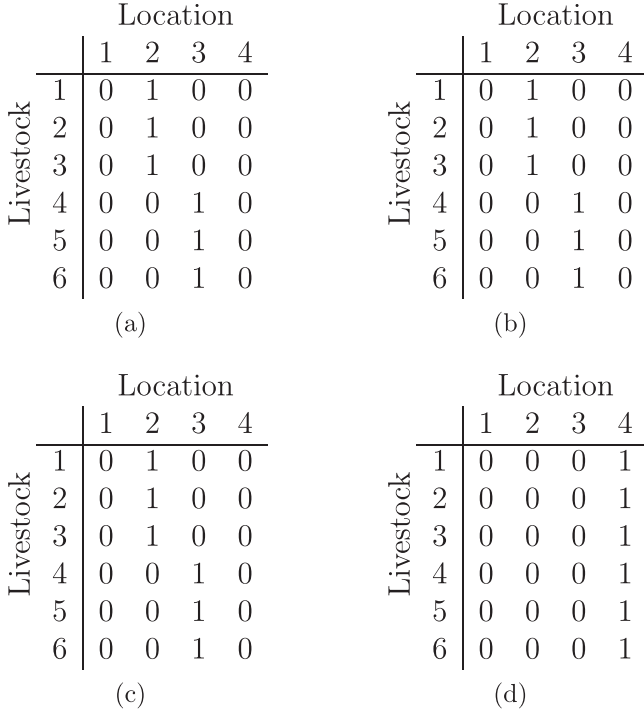 Location
1 2 3 4
Livestock
1 0 1 0 0
2 0 1 0 0
3 0 1 0 0
4 0 0 1 0
5 0 0 1 0
6 0 0 1 0
(a)
Location
1 2 3 4
Livestock
1 0 1 0 0
2 0 1 0 0
3 0 1 0 0
4 0 0 1 0
5 0 0 1 0
6 0 0 1 0
(b)
Location
1 2 3 4
Livestock
1 0 1 0 0
2 0 1 0 0
3 0 1 0 0
4 0 0 1 0
5 0 0 1 0
6 0 0 1 0
(c)
Location
1 2 3 4
Livestock
1 0 0 0 1
2 0 0 0 1
3 0 0 0 1
4 0 0 0 1
5 0 0 0 1
6 0 0 0 1
(d)